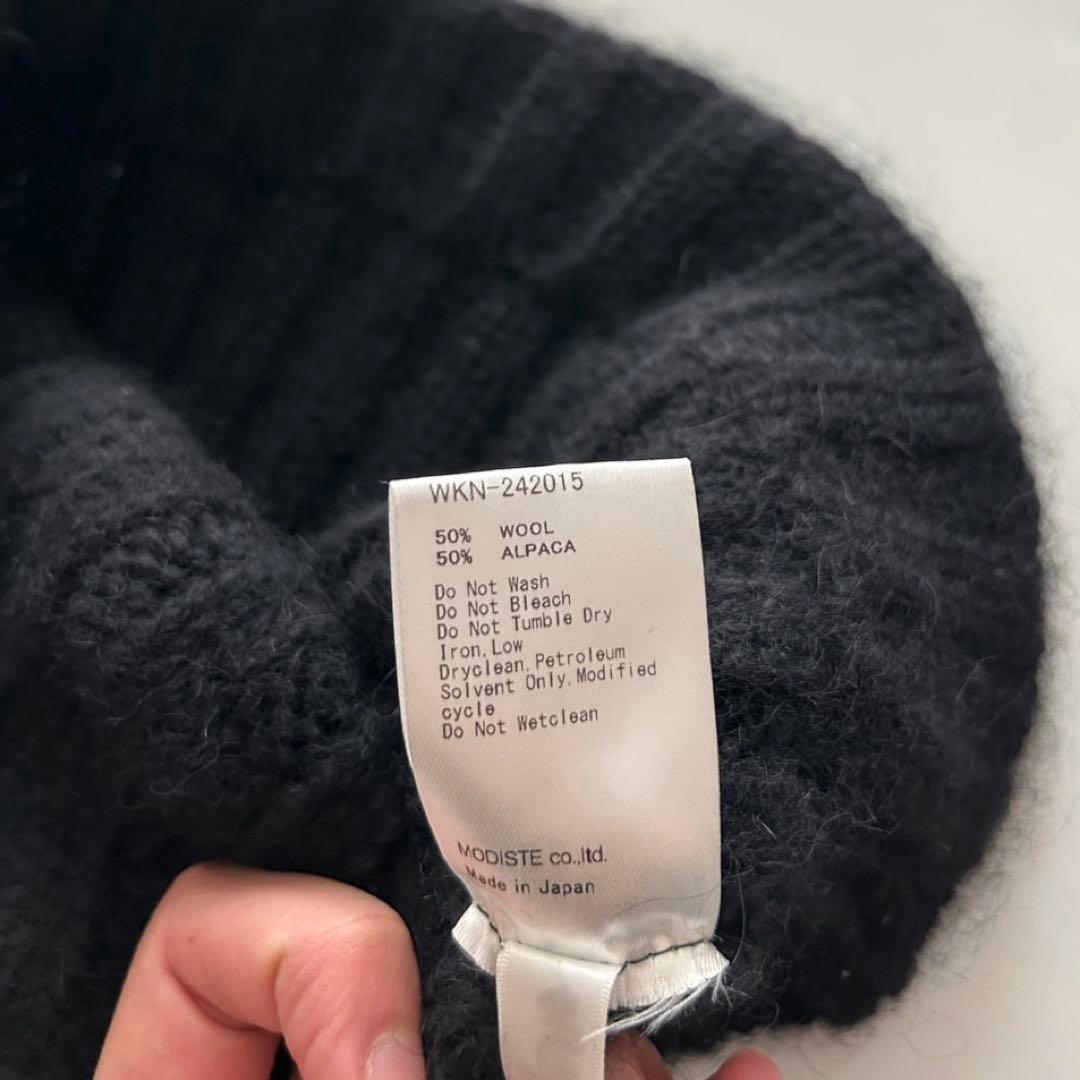 WKN-242015
50% WOOL
50% ALPACA
Do Not Wash
Do Not Bleach
Do Not Tumble Dry
Iron,Low
Dryclean,Petroleum
Solvent Only,Modified
cycle
Do Not Wetclean
MODISTE co.,ltd.
Made in Japan